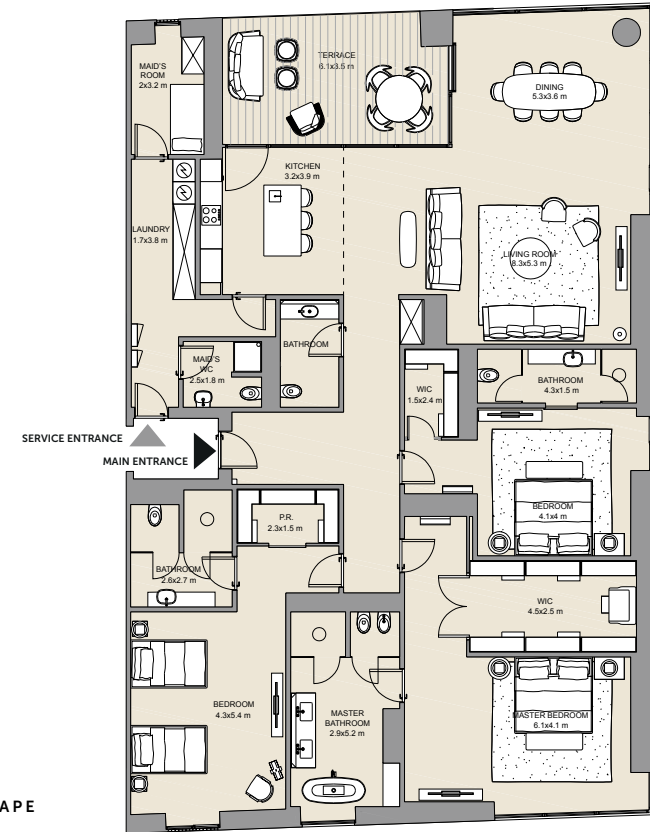 MAID'S
ROOM
2x3.2 m
TERRACE
6.1x3.5 m
DINING
5.3x3.6 m
KITCHEN
3.2x3.9 m
LAUNDRY
1.7x3.8 m
LIVING ROOM
8.3x5.3 m
BATHROOM
MAID'S
WC
2.5x1.8 m
WIC
1.5x2.4 m
BATHROOM
4.3x1.5 m
SERVICE ENTRANCE
MAIN ENTRANCE
P.R.
2.3x1.5 m
BEDROOM
4.1x4 m
BATHROOM
2.6x2.7 m
WIC
4.5x2.5 m
BEDROOM
4.3x5.4 m
MASTER
BATHROOM
2.9x5.2 m
MASTER BEDROOM
6.1x4.1 m
APE